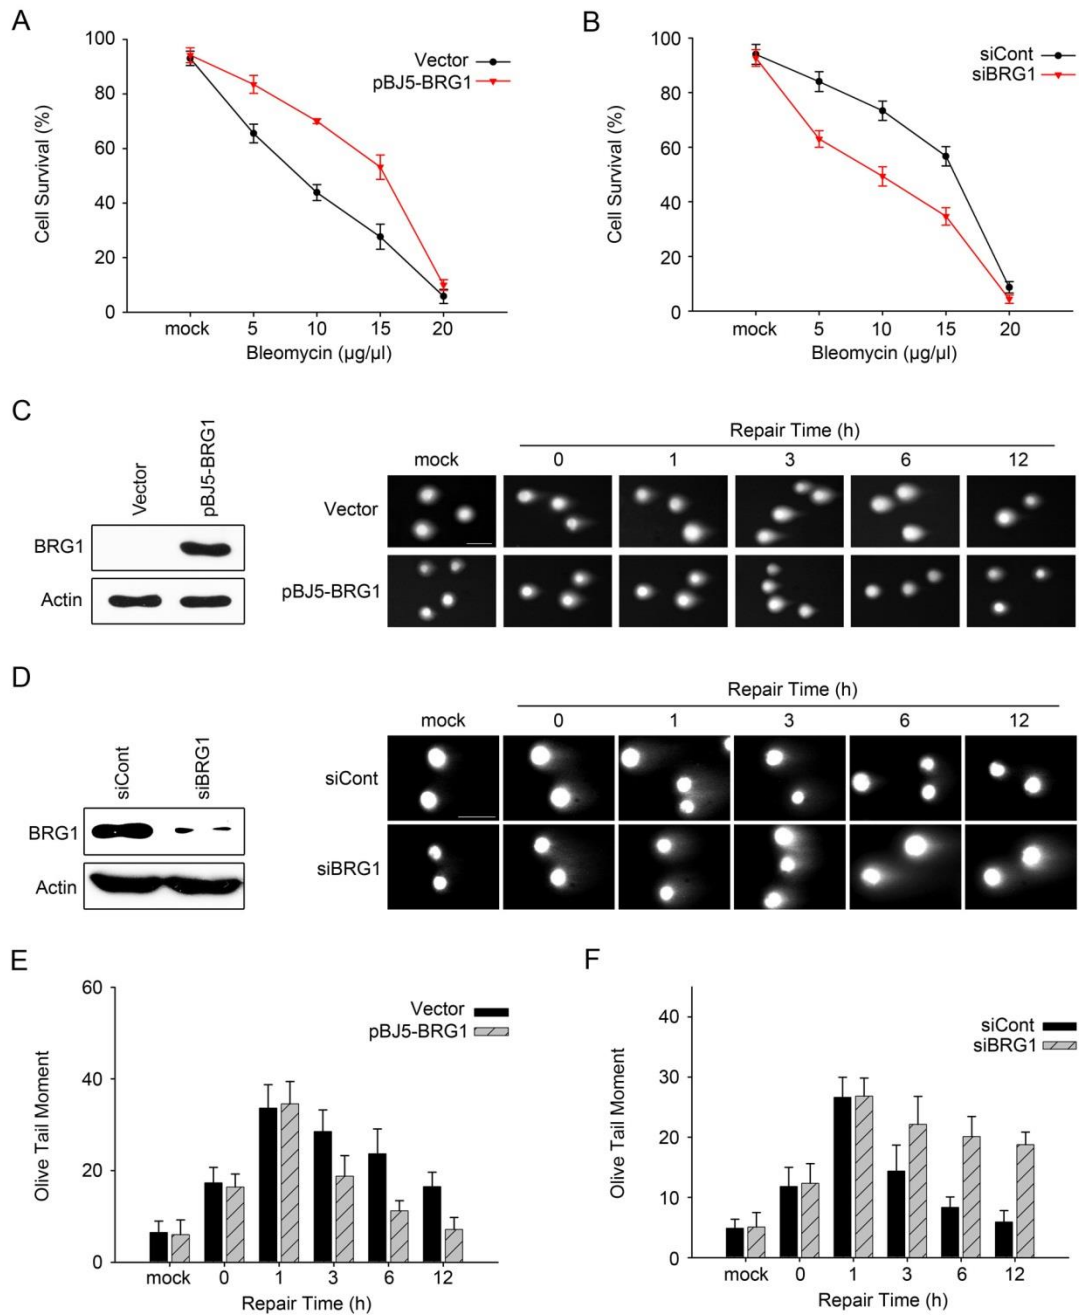 A
100
80
60
40
20
0
Cell Survival (%)
Vector
pBJ5-BRG1
mock 5 10 15 20
Bleomycin (µg/µl)
B
100
80
60
40
20
0
Cell Survival (%)
siCont
siBRG1
mock 5 10 15 20
Bleomycin (µg/µl)
C
Vector
pBJ5-BRG1
BRG1
Actin
Repair Time (h)
mock 0 1 3 6 12
Vector
pBJ5-BRG1
D
siCont
siBRG1
BRG1
Actin
Repair Time (h)
mock 0 1 3 6 12
siCont
siBRG1
E
60
40
20
0
Olive Tail Moment
Vector
pBJ5-BRG1
mock 0 1 3 6 12
Repair Time (h)
F
40
30
20
10
0
Olive Tail Moment
siCont
siBRG1
mock 0 1 3 6 12
Repair Time (h)